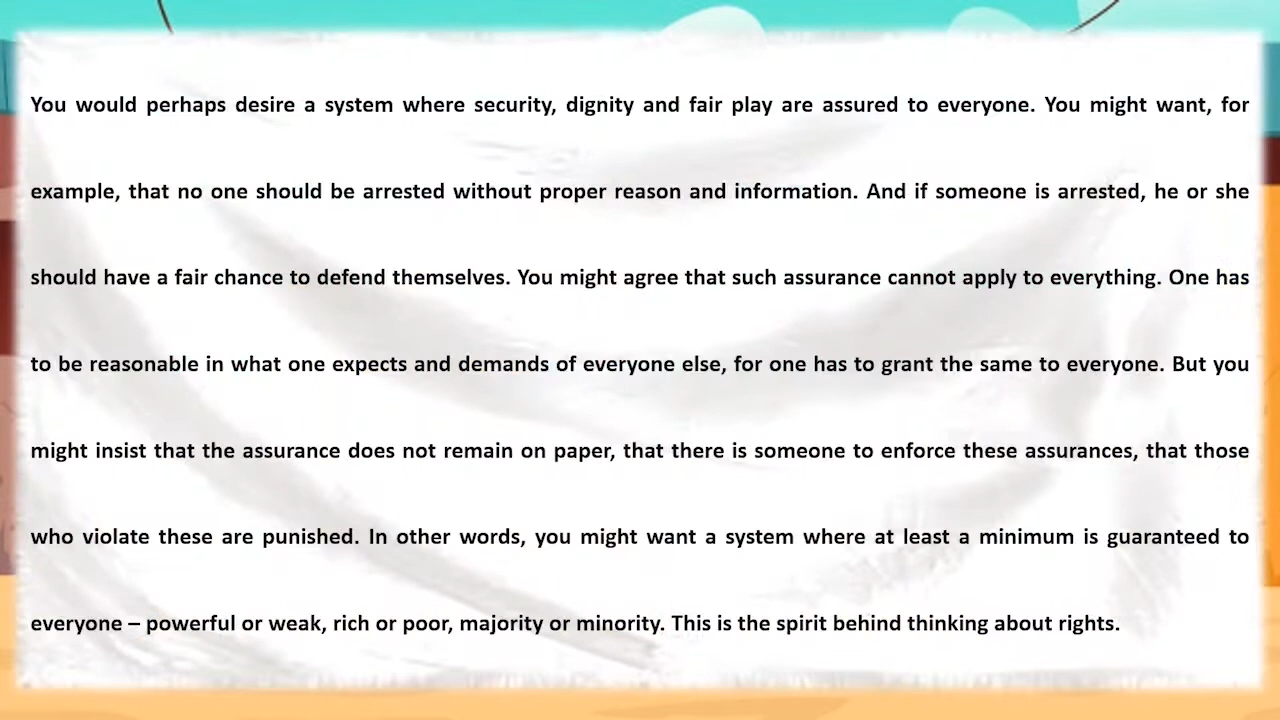 You would perhaps desire a system where security, dignity and fair play are assured to everyone. You might want, for
example, that no one should be arrested without proper reason and information. And if someone is arrested, he or she
should have a fair chance to defend themselves. You might agree that such assurance cannot apply to everything. One has
to be reasonable in what one expects and demands of everyone else, for one has to grant the same to everyone. But you
might insist that the assurance does not remain on paper, that there is someone to enforce these assurances, that those
who violate these are punished. In other words, you might want a system where at least a minimum is guaranteed to
everyone – powerful or weak, rich or poor, majority or minority. This is the spirit behind thinking about rights.